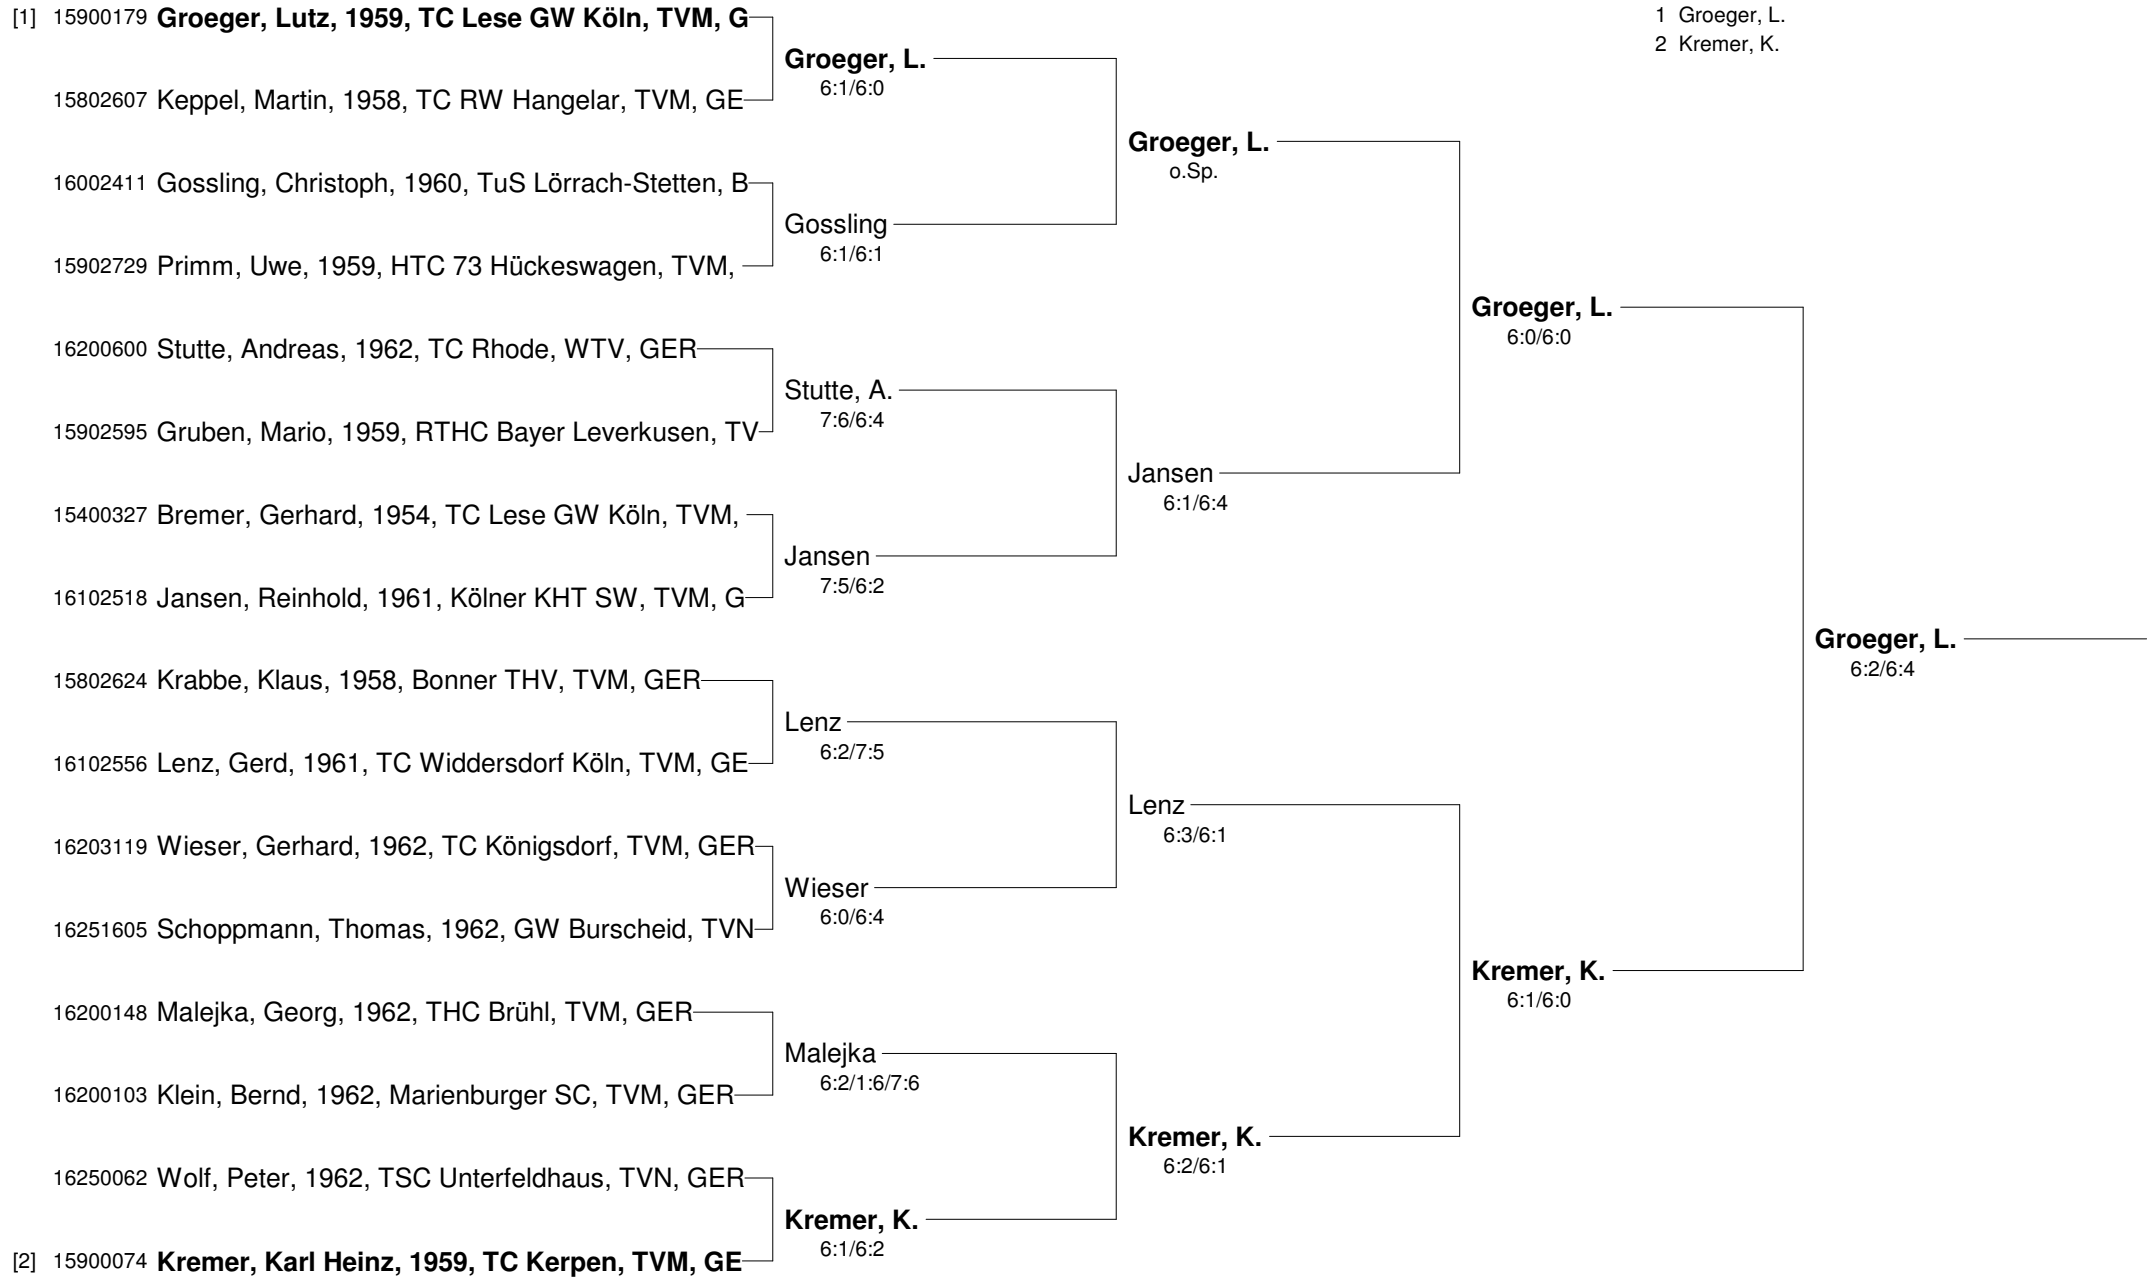 [1] 15900179 Groeger, Lutz, 1959, TC Lese GW Köln, TVM, G
1 Groeger, L.
2 Kremer, K.
Groeger, L.
6:1/6:0
15802607 Keppel, Martin, 1958, TC RW Hangelar, TVM, GE
Groeger, L.
o.Sp.
16002411 Gossling, Christoph, 1960, TuS Lörrach-Stetten, B
Gossling
6:1/6:1
15902729 Primm, Uwe, 1959, HTC 73 Hückeswagen, TVM,
Groeger, L.
6:0/6:0
16200600 Stutte, Andreas, 1962, TC Rhode, WTV, GER
Stutte, A.
7:6/6:4
15902595 Gruben, Mario, 1959, RTHC Bayer Leverkusen, TV
Jansen
6:1/6:4
15400327 Bremer, Gerhard, 1954, TC Lese GW Köln, TVM,
Jansen
7:5/6:2
16102518 Jansen, Reinhold, 1961, Kölner KHT SW, TVM, G
Groeger, L.
6:2/6:4
15802624 Krabbe, Klaus, 1958, Bonner THV, TVM, GER
Lenz
6:2/7:5
16102556 Lenz, Gerd, 1961, TC Widdersdorf Köln, TVM, GE
Lenz
6:3/6:1
16203119 Wieser, Gerhard, 1962, TC Königsdorf, TVM, GER
Wieser
6:0/6:4
16251605 Schoppmann, Thomas, 1962, GW Burscheid, TVN
Kremer, K.
6:1/6:0
16200148 Malejka, Georg, 1962, THC Brühl, TVM, GER
Malejka
6:2/1:6/7:6
16200103 Klein, Bernd, 1962, Marienburger SC, TVM, GER
Kremer, K.
6:2/6:1
16250062 Wolf, Peter, 1962, TSC Unterfeldhaus, TVN, GER
Kremer, K.
6:1/6:2
[2] 15900074 Kremer, Karl Heinz, 1959, TC Kerpen, TVM, GE